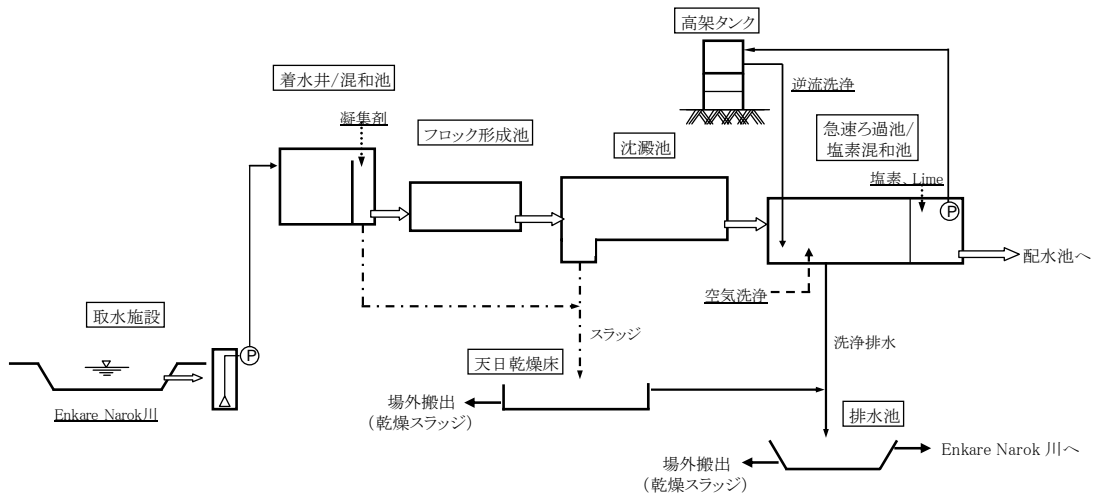 高架タンク
着水井/混和池
凝集剤
フロック形成池
沈澱池
逆流洗浄
急速ろ過池/
塩素混和池
塩素、Lime
P
配水池へ
空気洗浄
取水施設
P
Enkare Narok川
スラッジ
洗浄排水
天日乾燥床
場外搬出
(乾燥スラッジ)
排水池
Enkare Narok 川へ
場外搬出
(乾燥スラッジ)